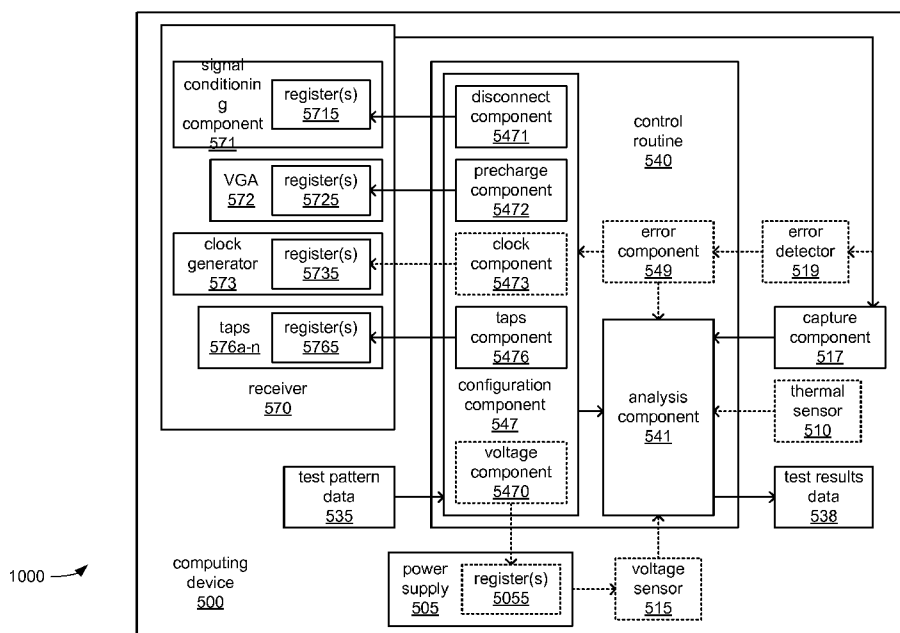 signal
conditionin
g
component
571
register(s)
5715
VGA
572
register(s)
5725
clock
generator
573
register(s)
5735
taps
576a-n
register(s)
5765
receiver
570
disconnect
component
5471
precharge
component
5472
clock
component
5473
taps
component
5476
configuration
component
547
voltage
component
5470
control
routine
540
error
component
549
error
detector
519
analysis
component
541
capture
component
517
thermal
sensor
510
test pattern
data
535
test results
data
538
power
supply
505
register(s)
5055
voltage
sensor
515
computing
device
500
1000